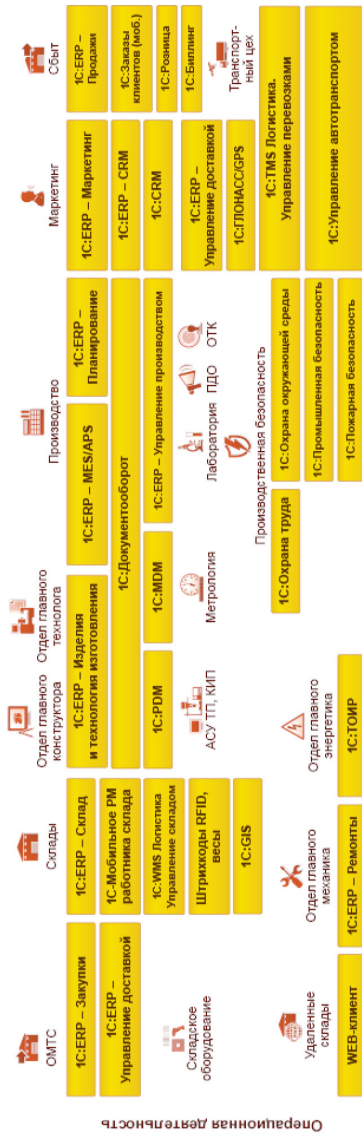 Операционная деятельность
ОМТС
1С:ERP – Закупки
1С:ERP –
Управление доставкой
Складское
оборудование
Удаленные
склады
WEB-клиент
Склады
1С:ERP – Склад
1С-Мобильное РМ
работника склада
1С:WMS Логистика
Управление складом
Штрихкоды RFID,
весы
1С:GIS
Отдел главного
механика
1С:ERP – Ремонты
Отдел главного
энергетика
1С:ТОИР
Отдел главного
конструктора
Отдел главного
технолога
1С:ERP – Изделия
и технология изготовления
1С:PDM
1С:MDM
АСУ ТП, КИП
Метрология
Производство
1С:ERP – MES/APS
1С:ERP –
Планирование
1С:Документооборот
1С:ERP – Управление производством
Лаборатория
ПДО
ОТК
Производственная безопасность
1С:Охрана труда
1С:Охрана окружающей среды
1С:Промышленная безопасность
1С:Пожарная безопасность
Маркетинг
1С:ERP – Маркетинг
1С:ERP – CRM
1С:CRM
Сбыт
1С:ERP –
Продажи
1С:Заказы
клиентов (моб.)
1С:Розница
1С:Биллинг
Транспорт-
ный цех
1С:ERP –
Управление доставкой
1С:ГЛОНАСС/GPS
1С:TMS Логистика.
Управление перевозками
1С:Управление автотранспортом